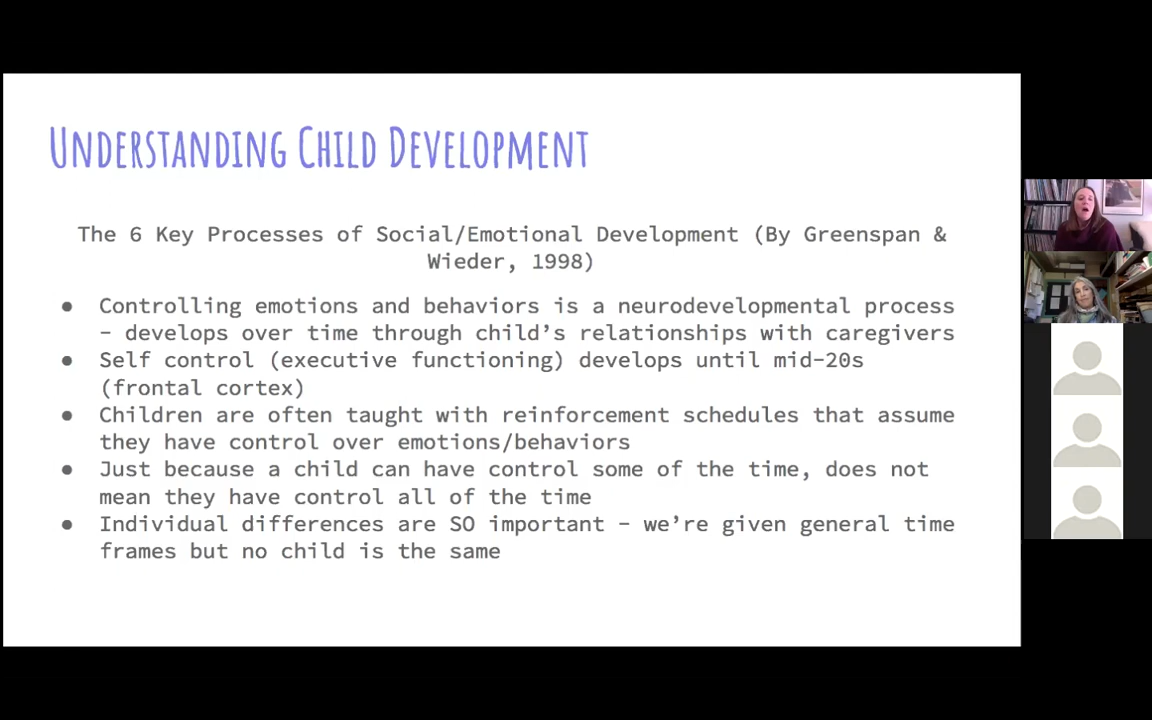 UNDERSTANDING CHILD DEVELOPMENT
The 6 Key Processes of Social/Emotional Development (By Greenspan &
Wieder, 1998)
● Controlling emotions and behaviors is a neurodevelopmental process
– develops over time through child’s relationships with caregivers
● Self control (executive functioning) develops until mid-20s
(frontal cortex)
● Children are often taught with reinforcement schedules that assume
they have control over emotions/behaviors
● Just because a child can have control some of the time, does not
mean they have control all of the time
● Individual differences are SO important – we’re given general time
frames but no child is the same